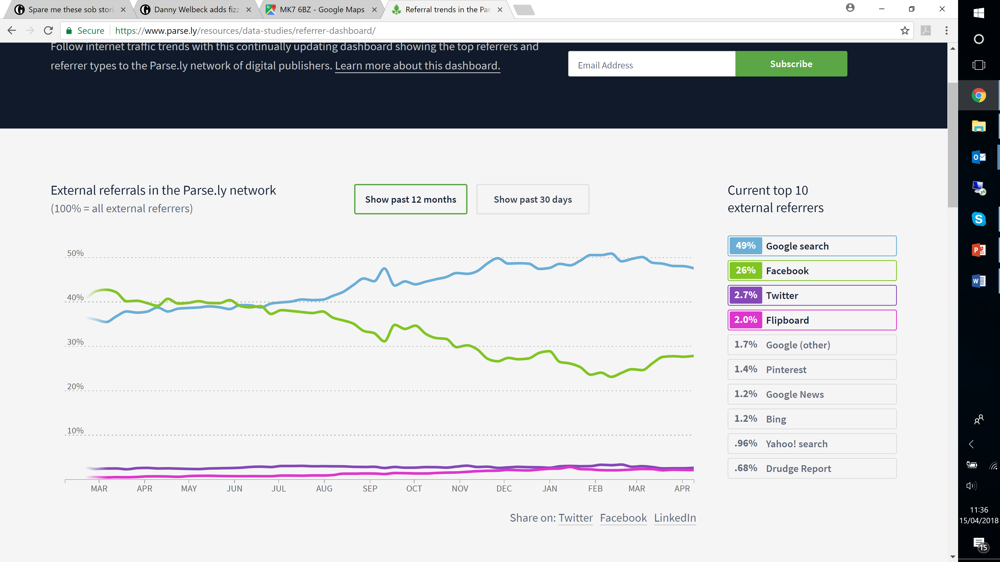 Spare me these sob stori
Danny Welbeck adds fizz
MK7 6BZ - Google Maps
Referral trends in the Par
Secure
https://www.parse.ly/resources/data-studies/referrer-dashboard/
Follow internet traffic trends with this continually updating dashboard showing the top referrers and
referrer types to the Parse.ly network of digital publishers. Learn more about this dashboard.
Email Address
Subscribe
External referrals in the Parse.ly network
(100% = all external referrers)
Show past 12 months
Show past 30 days
50%
40%
30%
20%
10%
MAR APR MAY JUN JUL AUG SEP OCT NOV DEC JAN FEB MAR APR
Share on: Twitter Facebook LinkedIn
Current top 10
external referrers
49% Google search
26% Facebook
2.7% Twitter
2.0% Flipboard
1.7% Google (other)
1.4% Pinterest
1.2% Google News
1.2% Bing
.96% Yahoo! search
.68% Drudge Report
11:36
15/04/2018
15